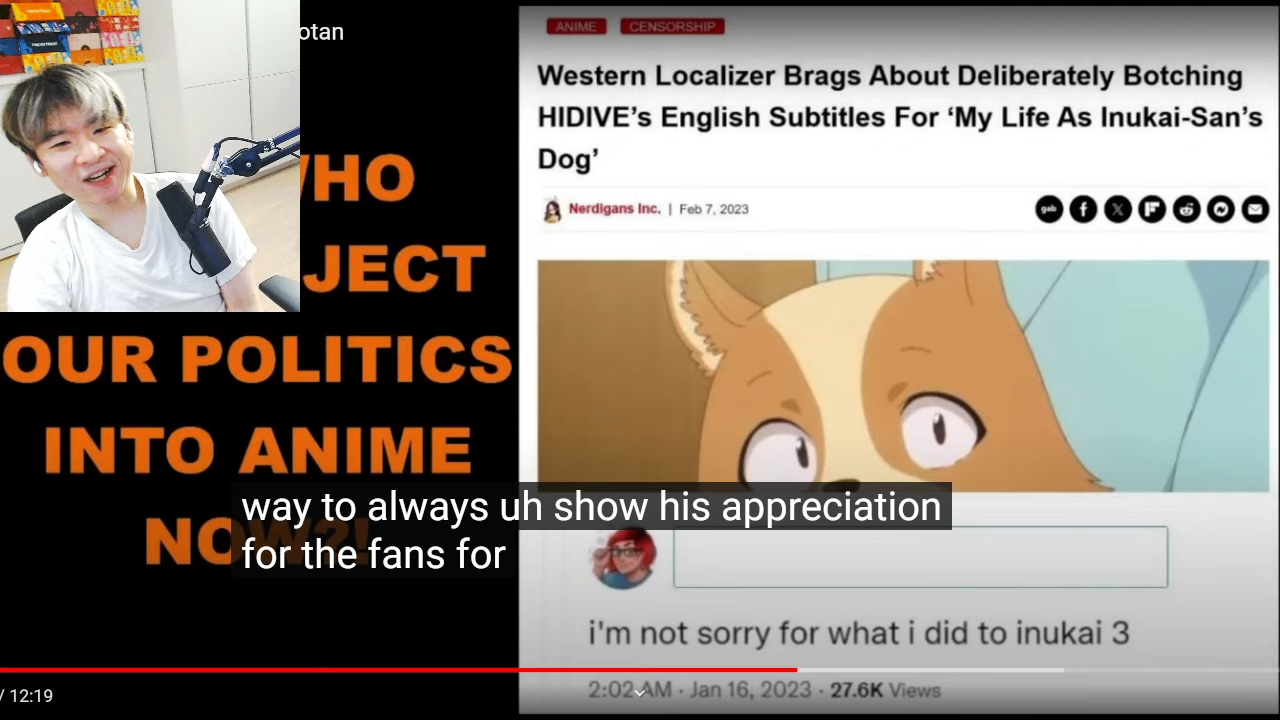 otan
HO
JECT
OUR POLITICS
INTO ANIME
NOW?!
ANIME
CENSORSHIP
Western Localizer Brags About Deliberately Botching
HIDIVE’s English Subtitles For ‘My Life As Inukai-San’s
Dog’
Nerdigans Inc. | Feb 7, 2023
gab
way to always uh show his appreciation
for the fans for
i'm not sorry for what i did to inukai 3
2:02 AM · Jan 16, 2023 · 27.6K Views
/ 12:19